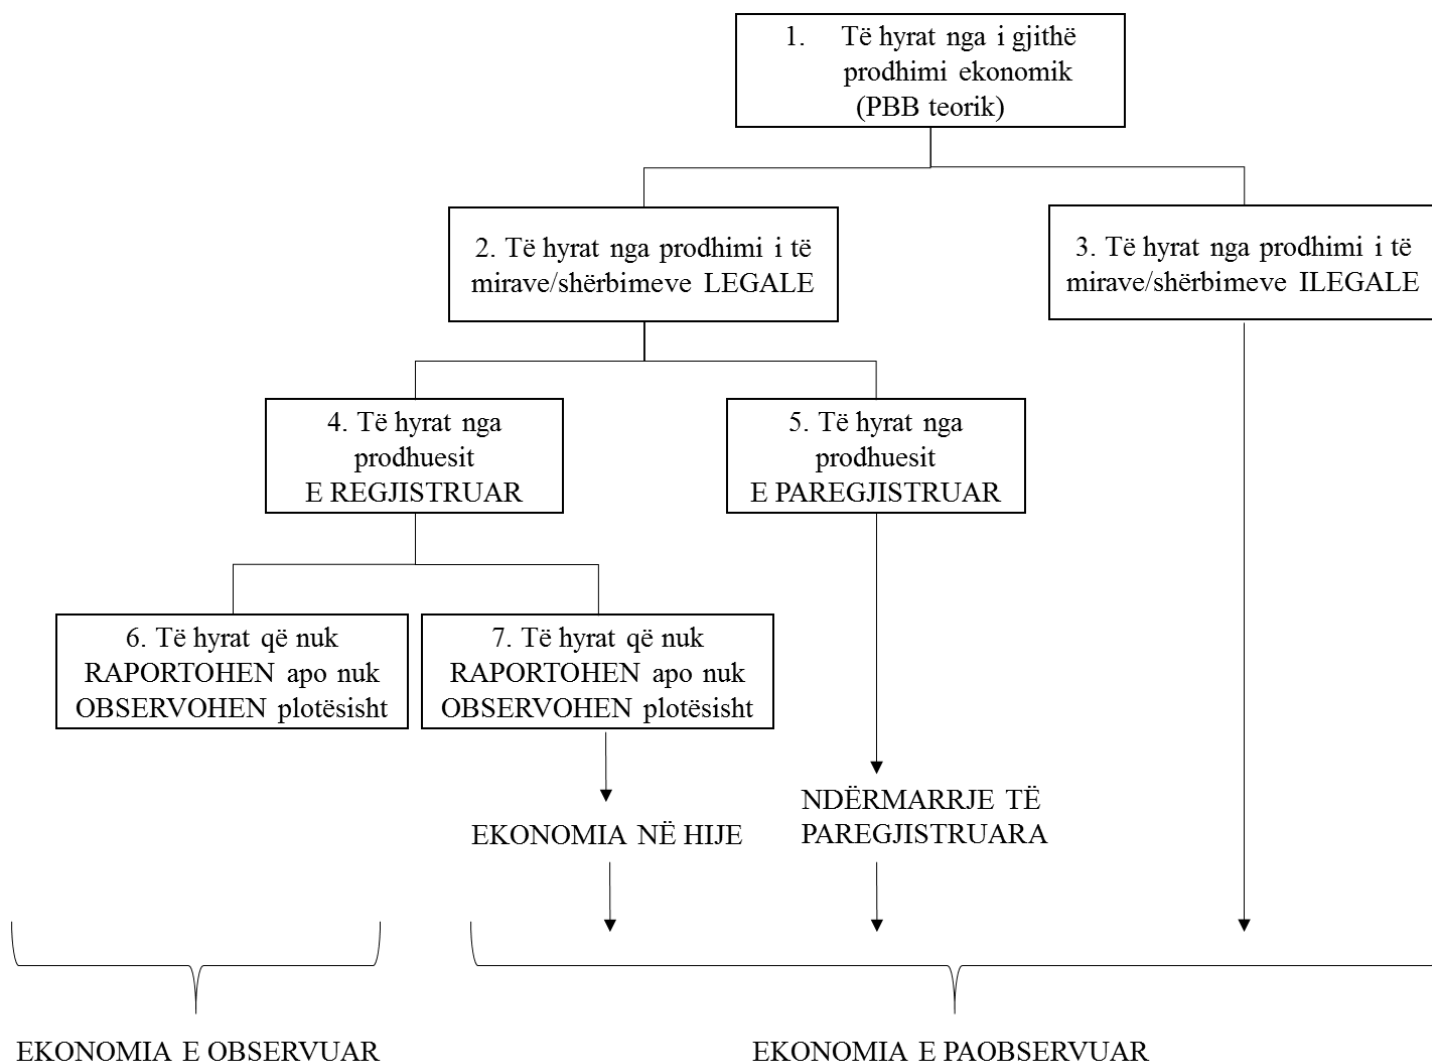 1. Të hyrat nga i gjithë
prodhimi ekonomik
(PBB teorik)
2. Të hyrat nga prodhimi i të
mirave/shërbimeve LEGALE
3. Të hyrat nga prodhimi i të
mirave/shërbimeve ILEGALE
4. Të hyrat nga
prodhuesit
E REGJISTRUAR
5. Të hyrat nga
prodhuesit
E PAREGJISTRUAR
6. Të hyrat që nuk
RAPORTOHEN apo nuk
OBSERVOHEN plotësisht
7. Të hyrat që nuk
RAPORTOHEN apo nuk
OBSERVOHEN plotësisht
EKONOMIA NË HIJE
NDËRMARRJE TË
PAREGJISTRUARA
EKONOMIA E OBSERVUAR
EKONOMIA E PAOBSERVUAR